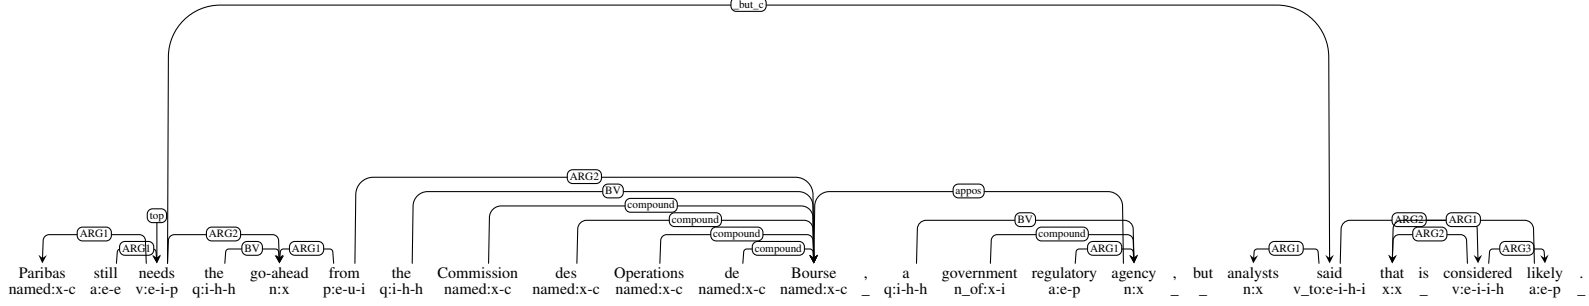 _but_c
ARG2
BV appos
compound
top compound ARG2 ARG1
ARG1 ARG2 compound BV compound ARG2
ARG1 BV ARG1 compound ARG1 ARG1 ARG3
Paribas still needs the go-ahead from the Commission des Operations de Bourse , a government regulatory agency , but analysts said that is considered likely .
named:x-c a:e-e v:e-i-p q:i-h-h n:x p:e-u-i q:i-h-h named:x-c named:x-c named:x-c named:x-c named:x-c _ q:i-h-h n_of:x-i a:e-p n:x _ _ n:x v_to:e-i-h-i x:x _ v:e-i-i-h a:e-p _